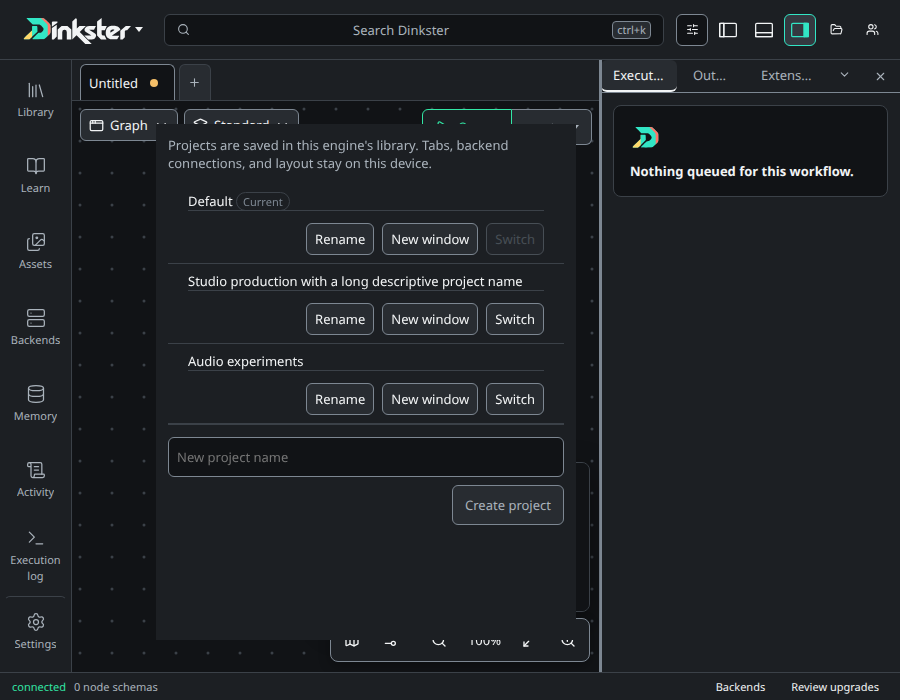 Dinkster
Search Dinkster
ctrl+k
Library
Learn
Assets
Backends
Memory
Activity
Execution
log
Settings
Untitled
+
Graph
Projects are saved in this engine's library. Tabs, backend
connections, and layout stay on this device.
Default Current
Rename New window Switch
Studio production with a long descriptive project name
Rename New window Switch
Audio experiments
Rename New window Switch
New project name
Create project
100%
Execut... Out... Extens...
Nothing queued for this workflow.
connected 0 node schemas
Backends Review upgrades